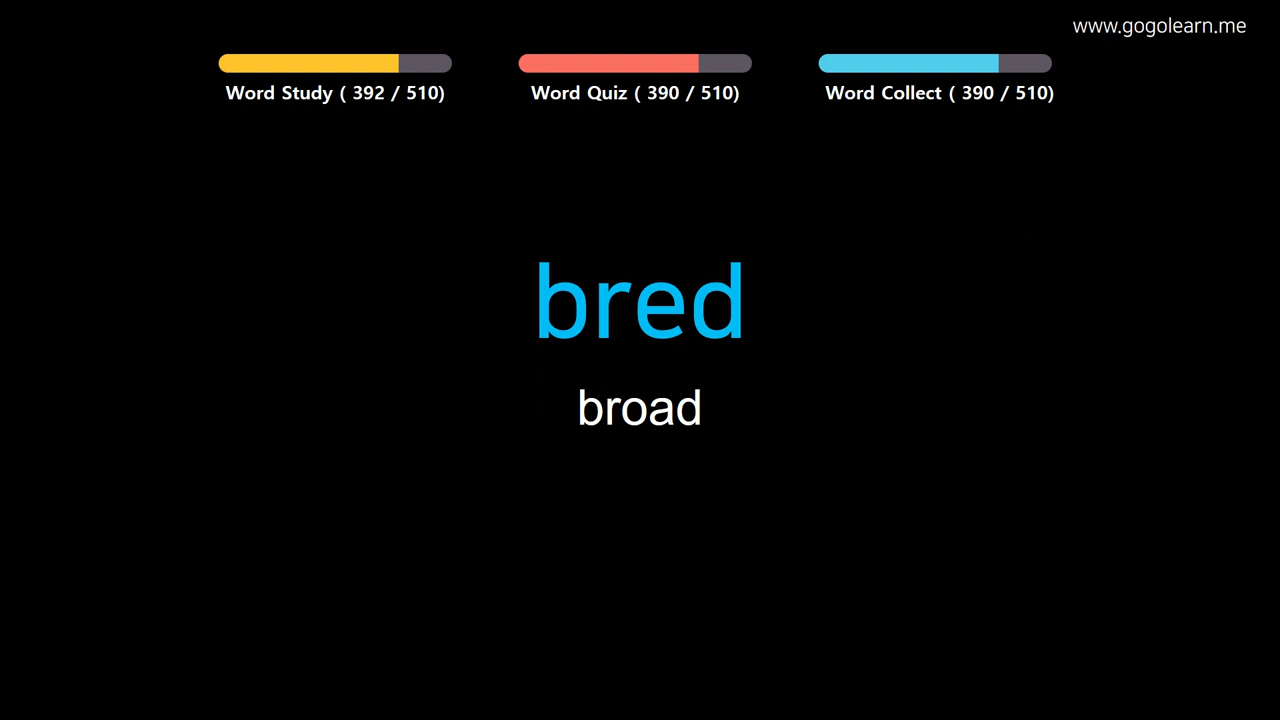 www.gogolearn.me
Word Study ( 392 / 510)
Word Quiz ( 390 / 510)
Word Collect ( 390 / 510)
bred
broad